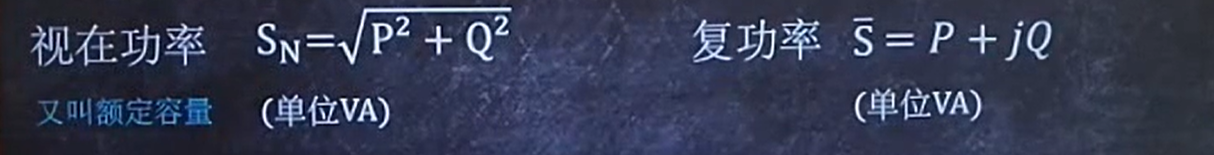 视在功率 S_N=√(P² + Q²) 复功率 S̄ = P + jQ
又叫额定容量 (单位VA) (单位VA)